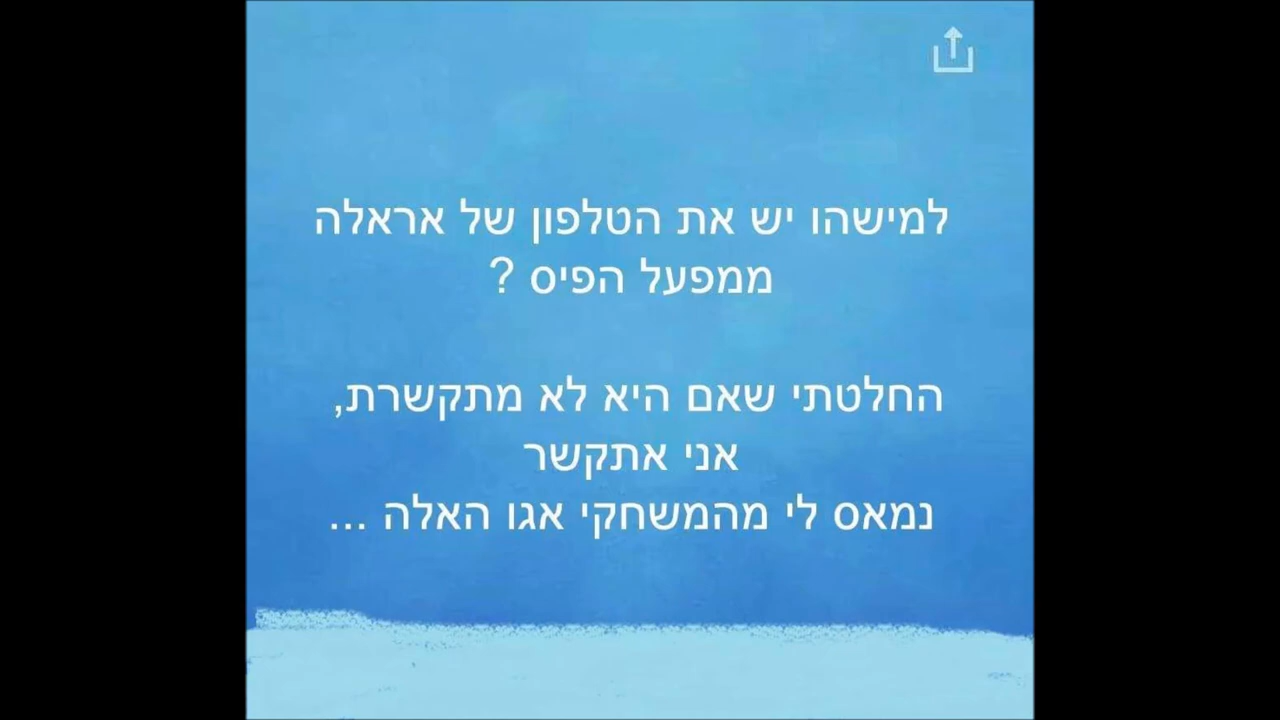 למישהו יש את הטלפון של אראלה
ממפעל הפיס ?
החלטתי שאם היא לא מתקשרת,
אני אתקשר
נמאס לי מהמשחקי אגו האלה ...